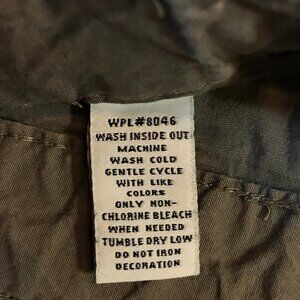 WPL#8046
WASH INSIDE OUT
MACHINE
WASH COLD
GENTLE CYCLE
WITH LIKE
COLORS
ONLY NON-
CHLORINE BLEACH
WHEN NEEDED
TUMBLE DRY LOW
DO NOT IRON
DECORATION